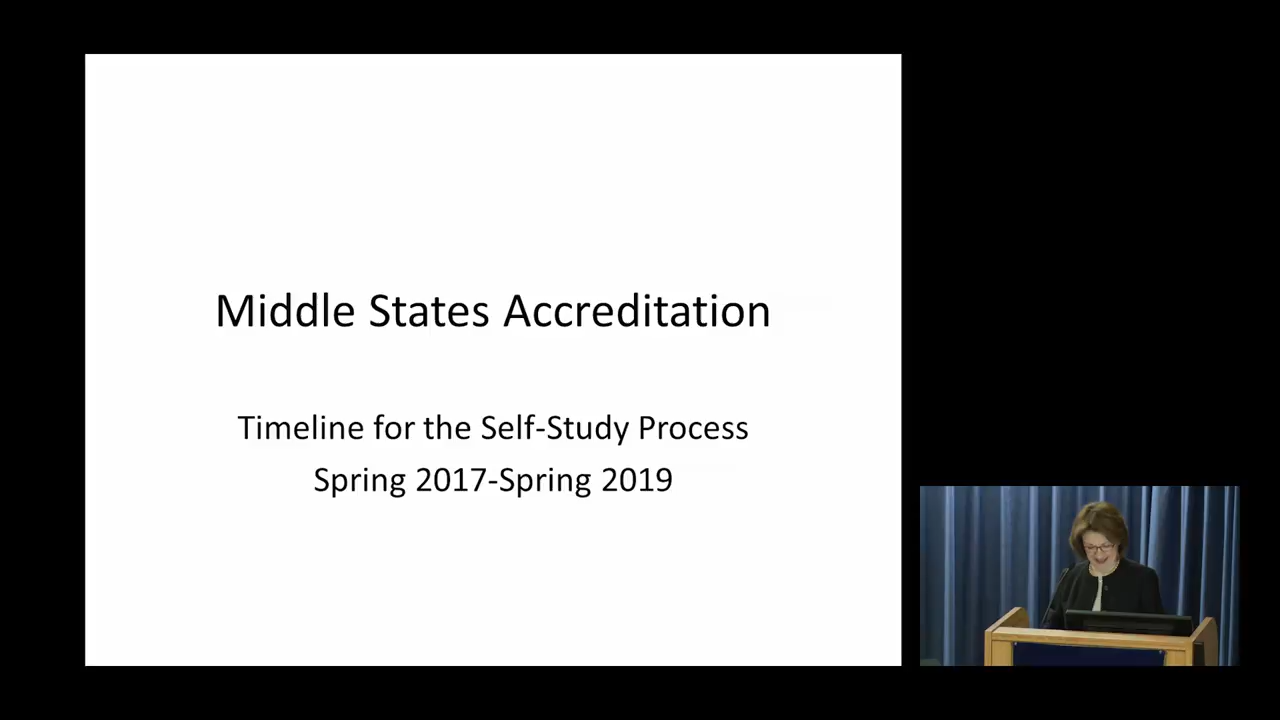 Middle States Accreditation
Timeline for the Self-Study Process
Spring 2017-Spring 2019